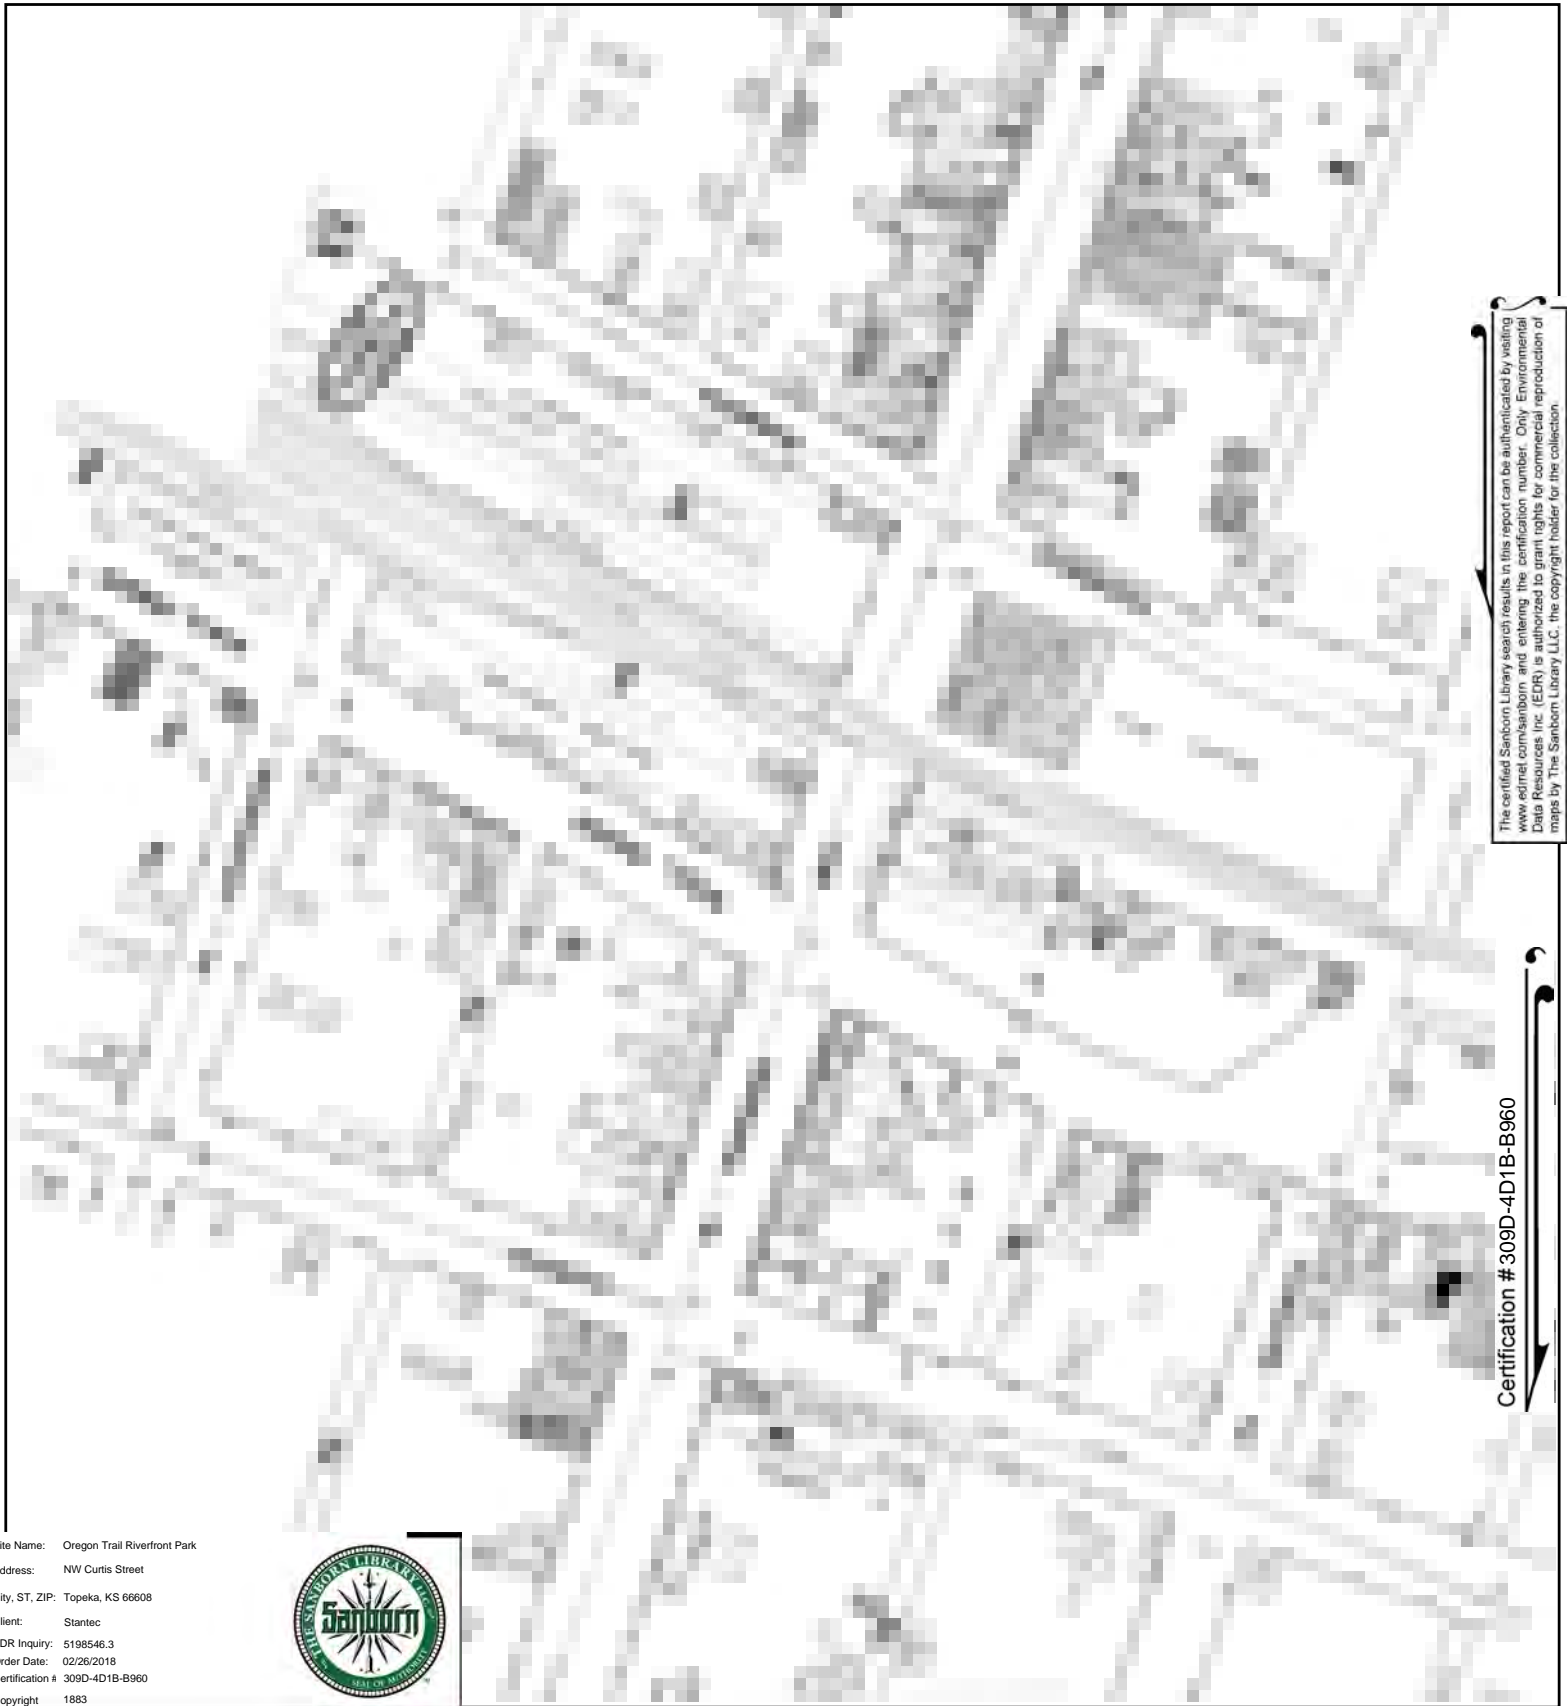 The certified Sanborn Library search results in this report can be authenticated by visiting
www.edrnet.com/sanborn and entering the certification number. Only Environmental
Data Resources Inc. (EDR) is authorized to grant rights for commercial reproduction of
maps by The Sanborn Library LLC, the copyright holder for the collection.
Certification # 309D-4D1B-B960
ite Name: Oregon Trail Riverfront Park
ddress: NW Curtis Street
ity, ST, ZIP: Topeka, KS 66608
lient: Stantec
DR Inquiry: 5198546.3
rder Date: 02/26/2018
ertification # 309D-4D1B-B960
opyright 1883
THE SANBORN LIBRARY, LLC
Sanborn
SEAL OF AUTHORITY